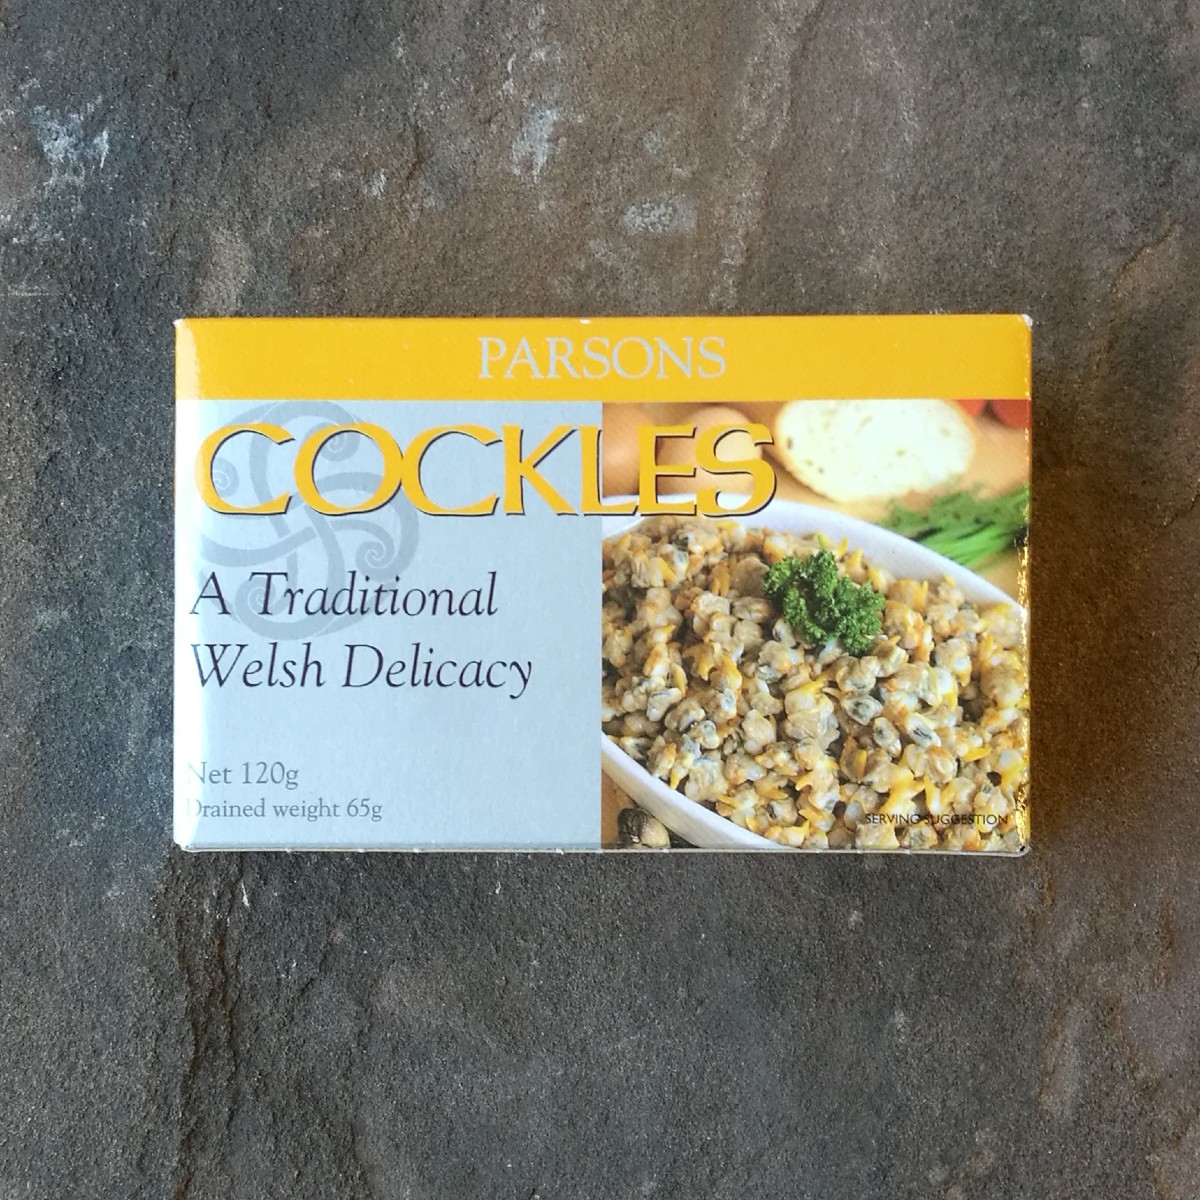 PARSONS
COCKLES
A Traditional
Welsh Delicacy
Net 120g
Drained weight 65g
SERVING SUGGESTION